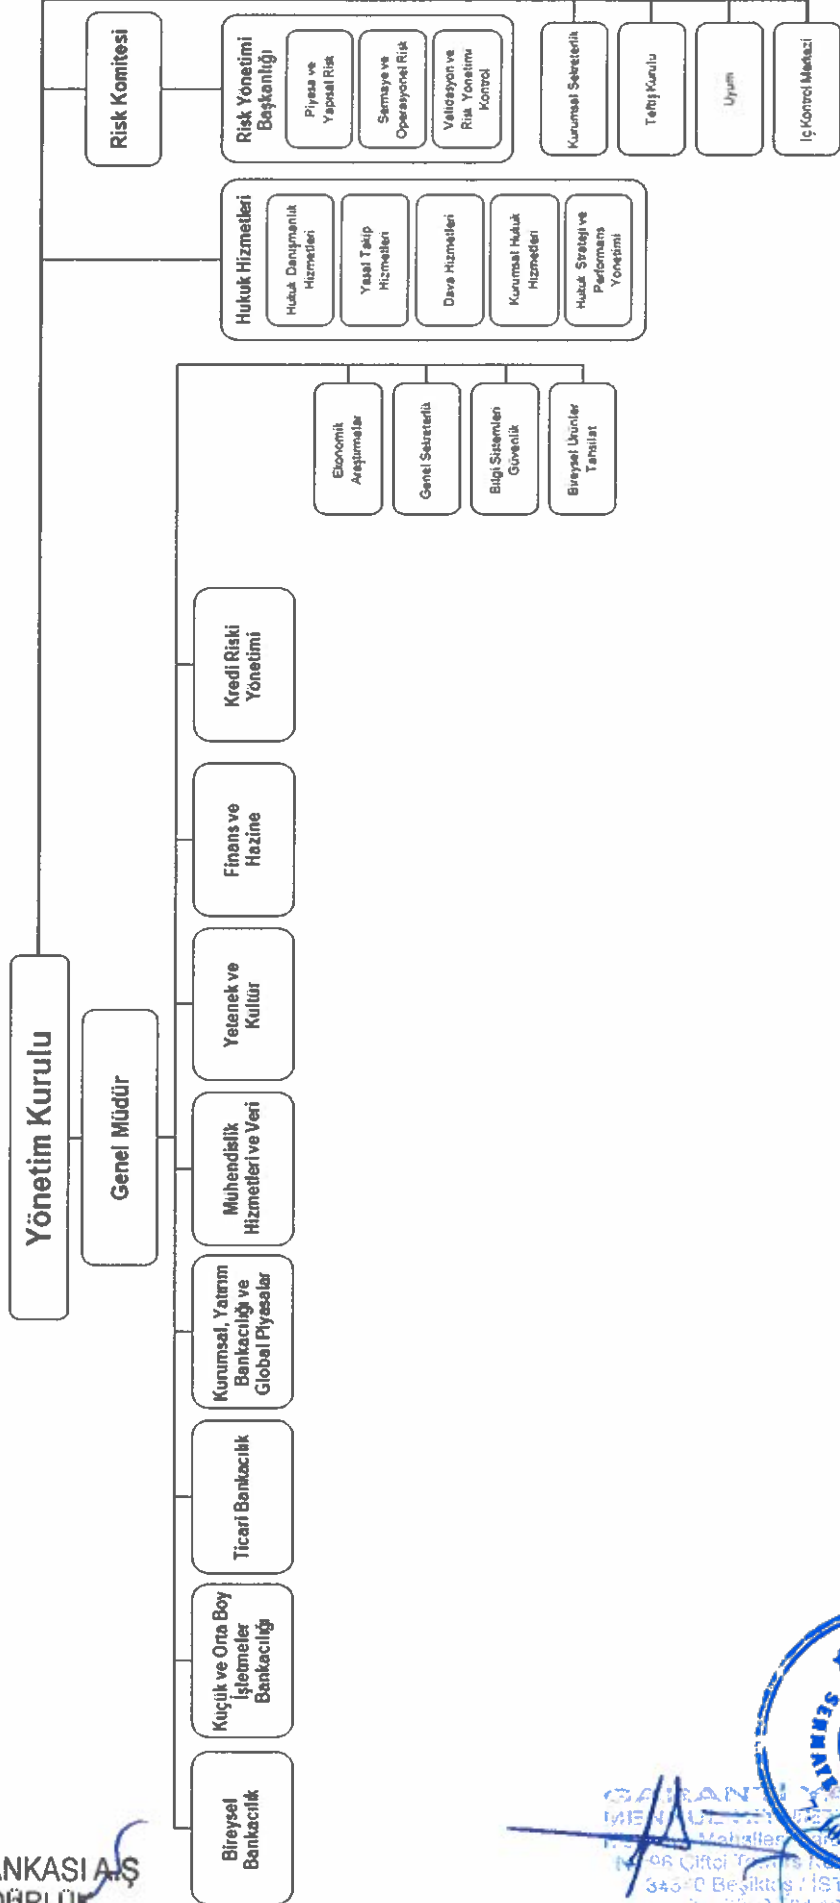 Yönetim Kurulu
Genel Müdür
Bireysel
Bankacılık
Küçük ve Orta Boy
İşletmeler
Bankacılığı
Ticari Bankacılık
Kurumsal, Yatırım
Bankacılığı ve
Global Piyasalar
Mühendislik
Hizmetleri ve Veri
Yetenek ve
Kültür
Finans ve
Hazine
Kredi Riski
Yönetimi
Ekonomik
Araştırmalar
Genel Sekreterlik
Bilgi Sistemleri
Güvenlik
Bireysel Ürünler
Tahsilat
Hukuk Hizmetleri
Hukuk Danışmanlık
Hizmetleri
Yasal Takip
Hizmetleri
Dava Hizmetleri
Kurumsal Hukuk
Hizmetleri
Hukuk Strateji ve
Performans
Yönetimi
Risk Komitesi
Risk Yönetimi
Başkanlığı
Piyasa ve
Yapısal Risk
Sermaye ve
Operasyonel Risk
Validasyon ve
Risk Yönetimi
Kontrol
Kurumsal Sekreterlik
Teftiş Kurulu
Uyum
İç Kontrol Merkezi
ANKASI A.Ş
GARANTİ
MENKUL
Çiftçi
Beşiktaş
SERMAYE